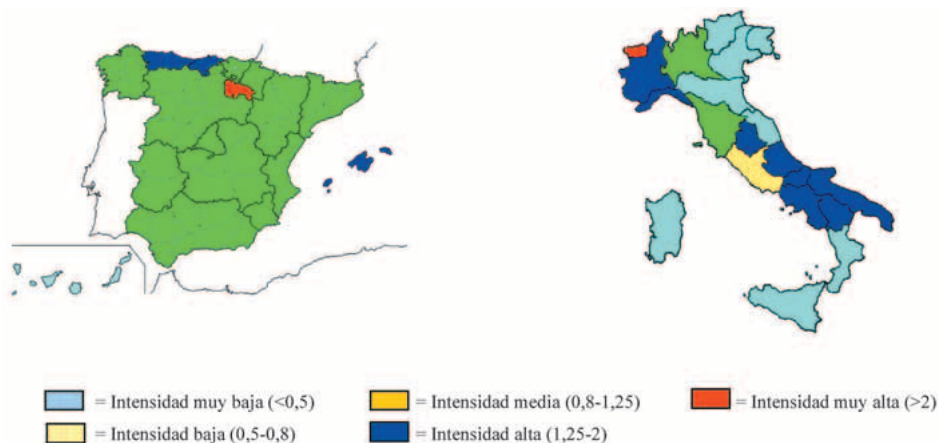 = Intensidad muy baja (<0,5)
= Intensidad media (0,8-1,25)
= Intensidad muy alta (>2)
= Intensidad baja (0,5-0,8)
= Intensidad alta (1,25-2)